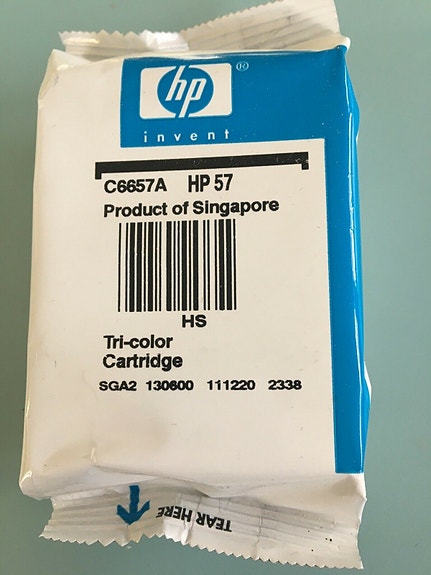 hp
®
invent
C6657A HP 57
Product of Singapore
HS
Tri-color
Cartridge
SGA2 130600 111220 2338
TEAR HERE